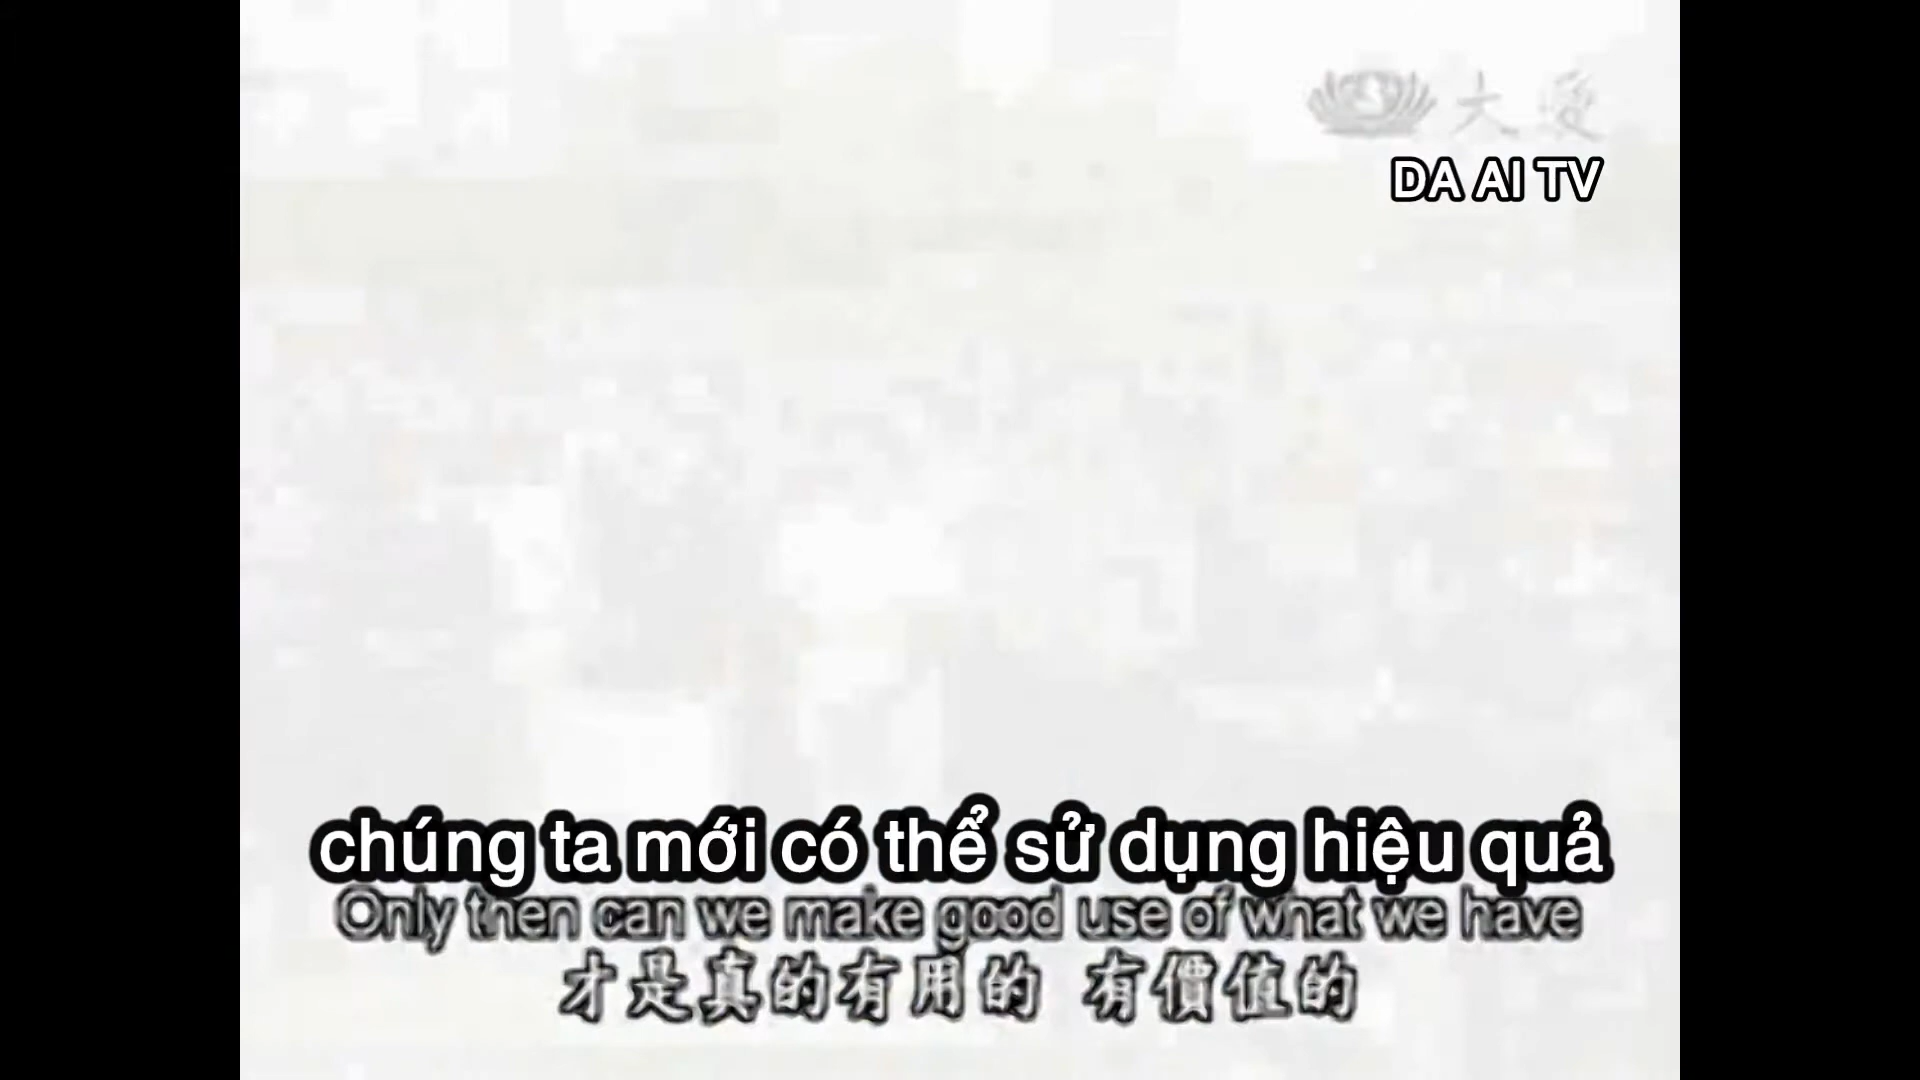 大愛
DA AI TV
chúng ta mới có thể sử dụng hiệu quả
Only then can we make good use of what we have
才是真的有用的 有價值的